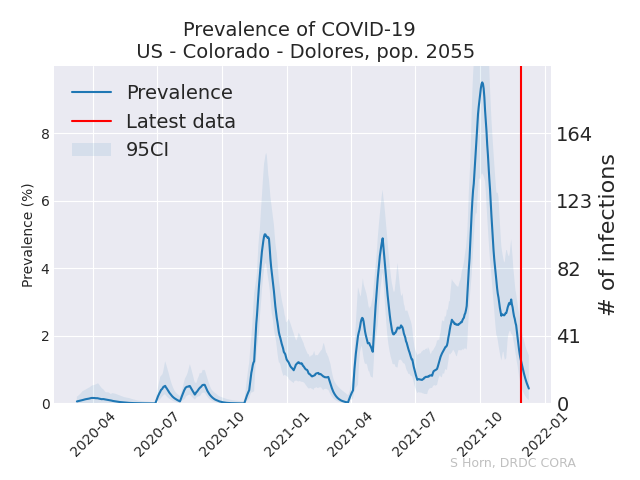 Prevalence of COVID-19
US - Colorado - Dolores, pop. 2055
Prevalence
Latest data
95CI
Prevalence (%)
8
6
4
2
0
164
123
82
41
0
# of infections
2020-04
2020-07
2020-10
2021-01
2021-04
2021-07
2021-10
2022-01
S Horn, DRDC CORA